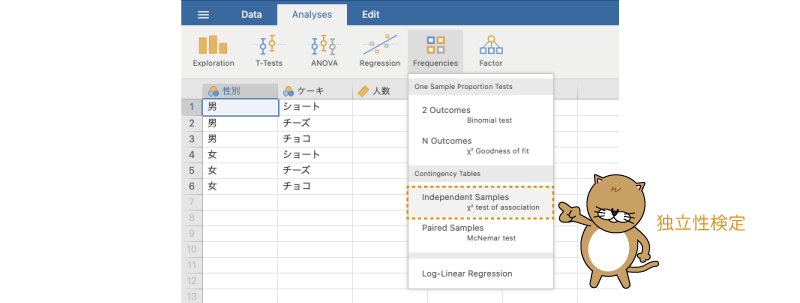 Data Analyses Edit
Exploration T-Tests ANOVA Regression Frequencies Factor
One Sample Proportion Tests
性別 ケーキ 人数
1 男 ショート
2 男 チーズ
3 男 チョコ
4 女 ショート
5 女 チーズ
6 女 チョコ
7
8
9
10
11
12
13
2 Outcomes
Binomial test
N Outcomes
χ² Goodness of fit
Contingency Tables
Independent Samples
χ² test of association
Paired Samples
McNemar test
Log-Linear Regression
独立性検定